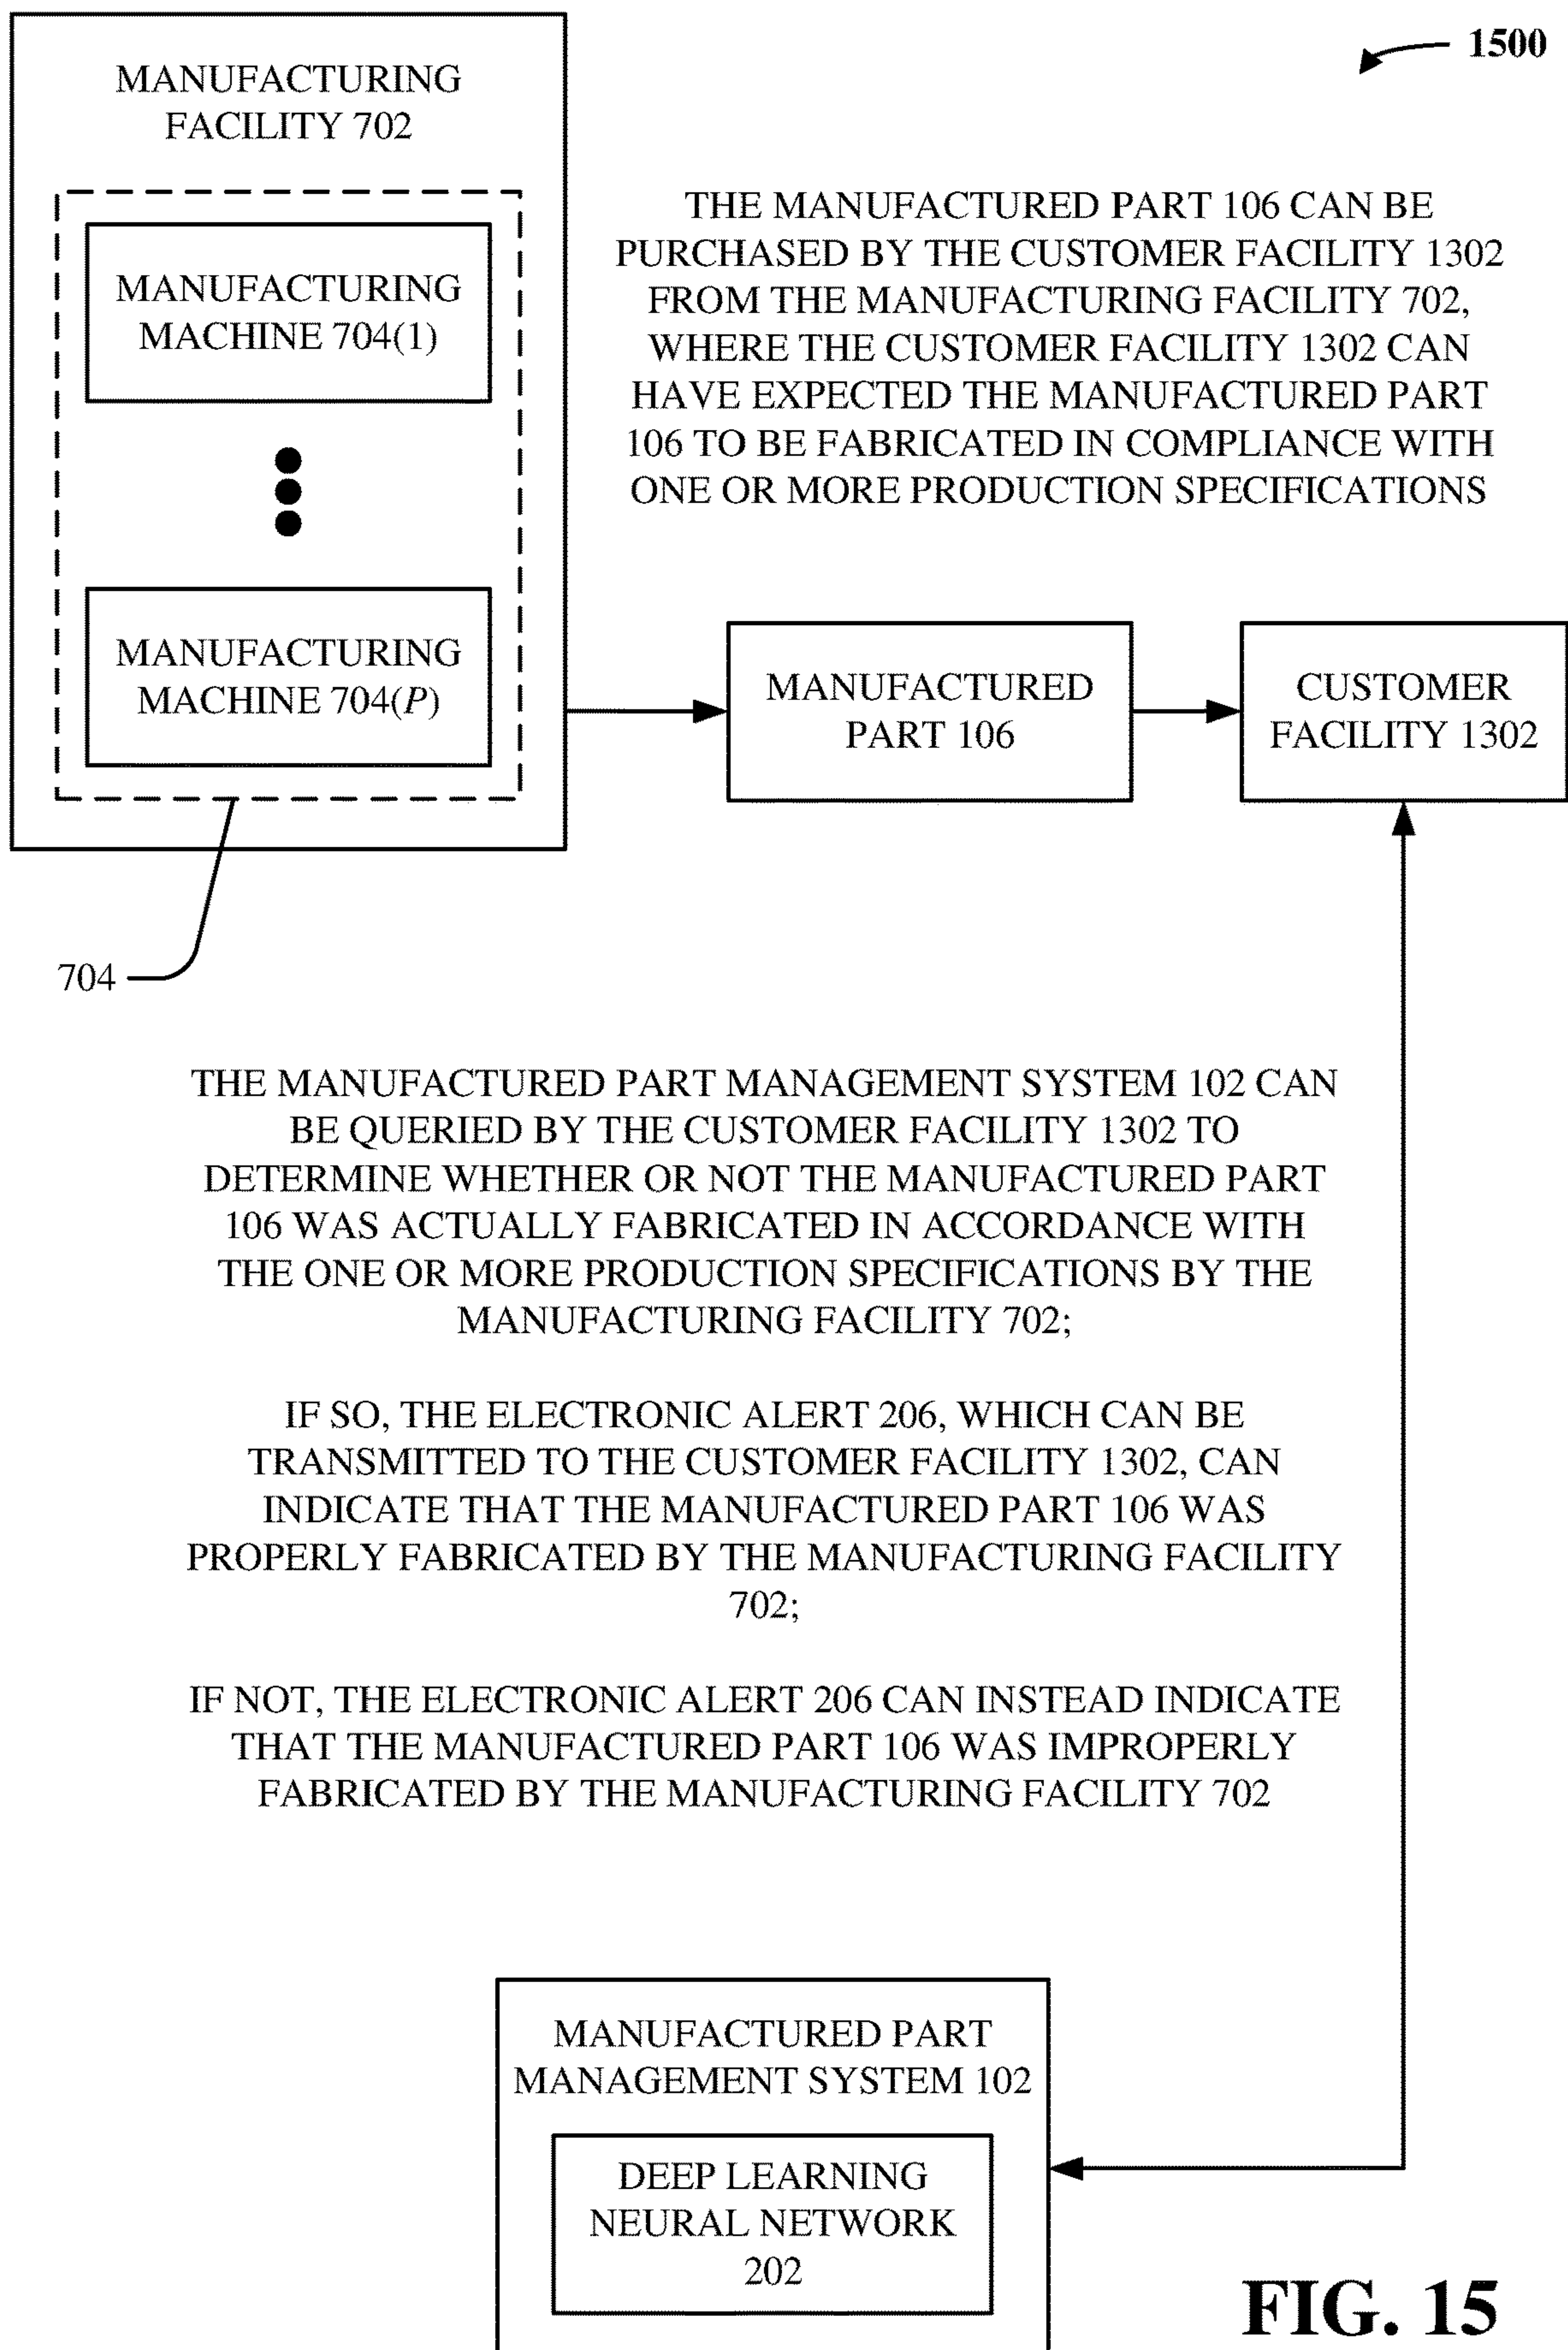 1500
MANUFACTURING
FACILITY 702
MANUFACTURING
MACHINE 704(1)
MANUFACTURING
MACHINE 704(P)
704
THE MANUFACTURED PART 106 CAN BE
PURCHASED BY THE CUSTOMER FACILITY 1302
FROM THE MANUFACTURING FACILITY 702,
WHERE THE CUSTOMER FACILITY 1302 CAN
HAVE EXPECTED THE MANUFACTURED PART
106 TO BE FABRICATED IN COMPLIANCE WITH
ONE OR MORE PRODUCTION SPECIFICATIONS
MANUFACTURED
PART 106
CUSTOMER
FACILITY 1302
THE MANUFACTURED PART MANAGEMENT SYSTEM 102 CAN
BE QUERIED BY THE CUSTOMER FACILITY 1302 TO
DETERMINE WHETHER OR NOT THE MANUFACTURED PART
106 WAS ACTUALLY FABRICATED IN ACCORDANCE WITH
THE ONE OR MORE PRODUCTION SPECIFICATIONS BY THE
MANUFACTURING FACILITY 702;
IF SO, THE ELECTRONIC ALERT 206, WHICH CAN BE
TRANSMITTED TO THE CUSTOMER FACILITY 1302, CAN
INDICATE THAT THE MANUFACTURED PART 106 WAS
PROPERLY FABRICATED BY THE MANUFACTURING FACILITY
702;
IF NOT, THE ELECTRONIC ALERT 206 CAN INSTEAD INDICATE
THAT THE MANUFACTURED PART 106 WAS IMPROPERLY
FABRICATED BY THE MANUFACTURING FACILITY 702
MANUFACTURED PART
MANAGEMENT SYSTEM 102
DEEP LEARNING
NEURAL NETWORK
202
FIG. 15